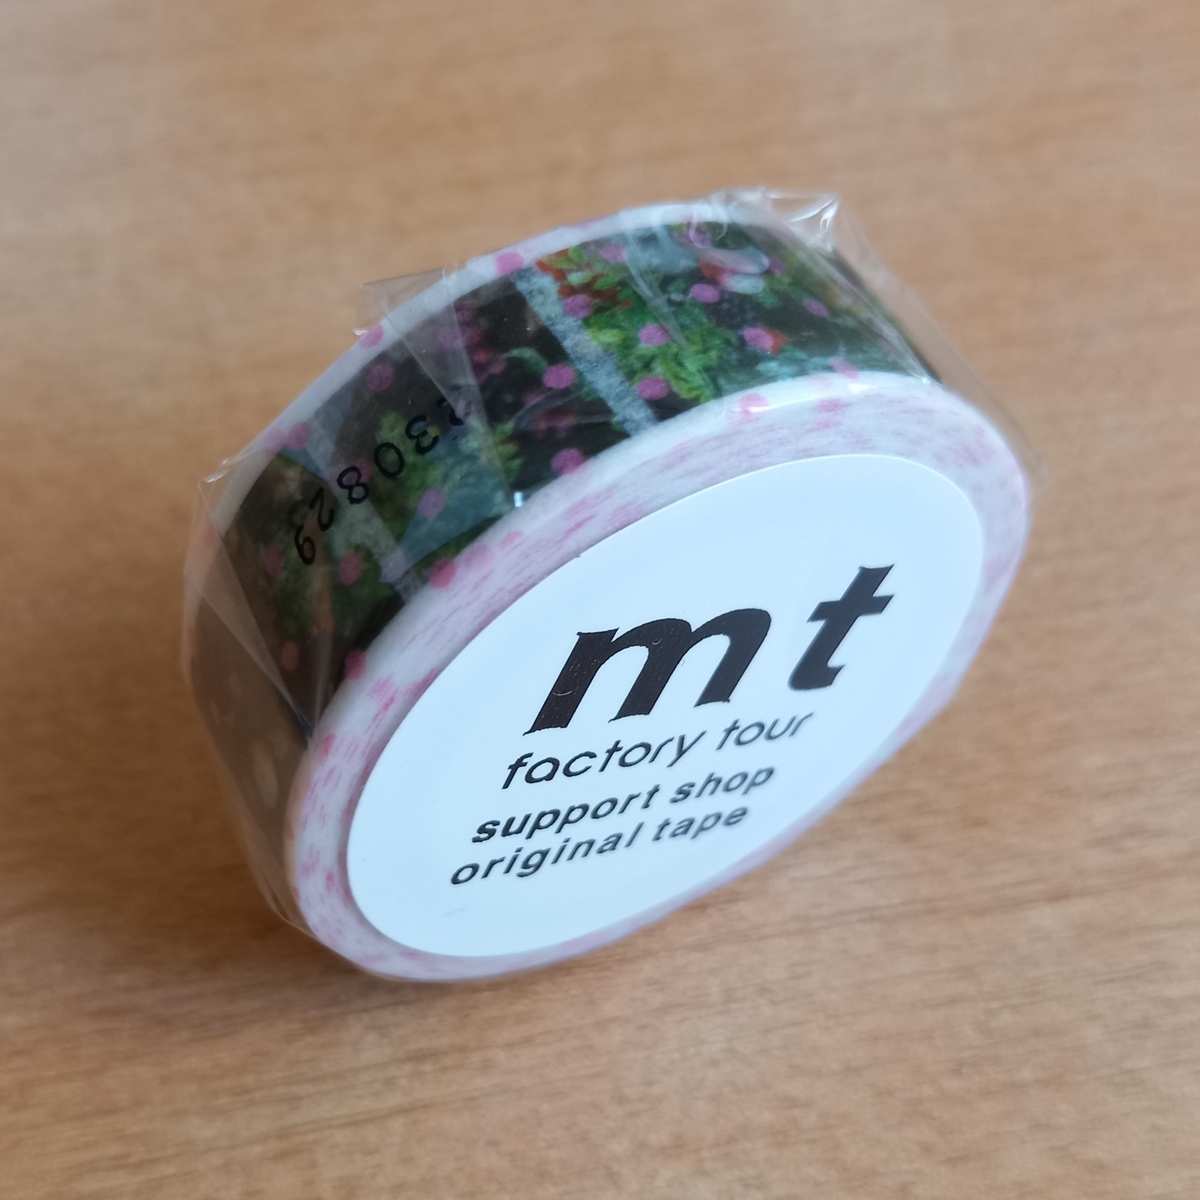 mt
factory tour
support shop
original tape
230829